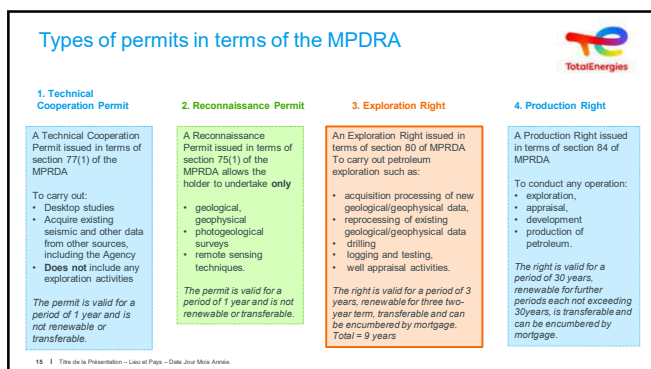 Types of permits in terms of the MPDRA
TotalEnergies
1. Technical
Cooperation Permit
2. Reconnaissance Permit
3. Exploration Right
4. Production Right
A Technical Cooperation
Permit issued in terms of
section 77(1) of the
MPRDA
To carry out:
• Desktop studies
• Acquire existing
seismic and other data
from other sources,
including the Agency
• Does not include any
exploration activities
The permit is valid for a
period of 1 year and is
not renewable or
transferable.
A Reconnaissance
Permit issued in terms of
section 75(1) of the
MPRDA allows the
holder to undertake only
• geological,
geophysical
• photogeological
surveys
• remote sensing
techniques.
The permit is valid for a
period of 1 year and is not
renewable or transferable.
An Exploration Right issued in
terms of section 80 of MPRDA
To carry out petroleum
exploration such as:
• acquisition processing of new
geological/geophysical data,
• reprocessing of existing
geological/geophysical data
• drilling
• logging and testing,
• well appraisal activities.
The right is valid for a period of 3
years, renewable for three two-
year term, transferable and can
be encumbered by mortgage.
Total = 9 years
A Production Right issued
in terms of section 84 of
MPRDA
To conduct any operation:
• exploration,
• appraisal,
• development
• production of
petroleum.
The right is valid for a
period of 30 years,
renewable for further
periods each not exceeding
30years, is transferable and
can be encumbered by
mortgage.
15 | Titre de la Présentation – Lieu et Pays – Date Jour Mois Année